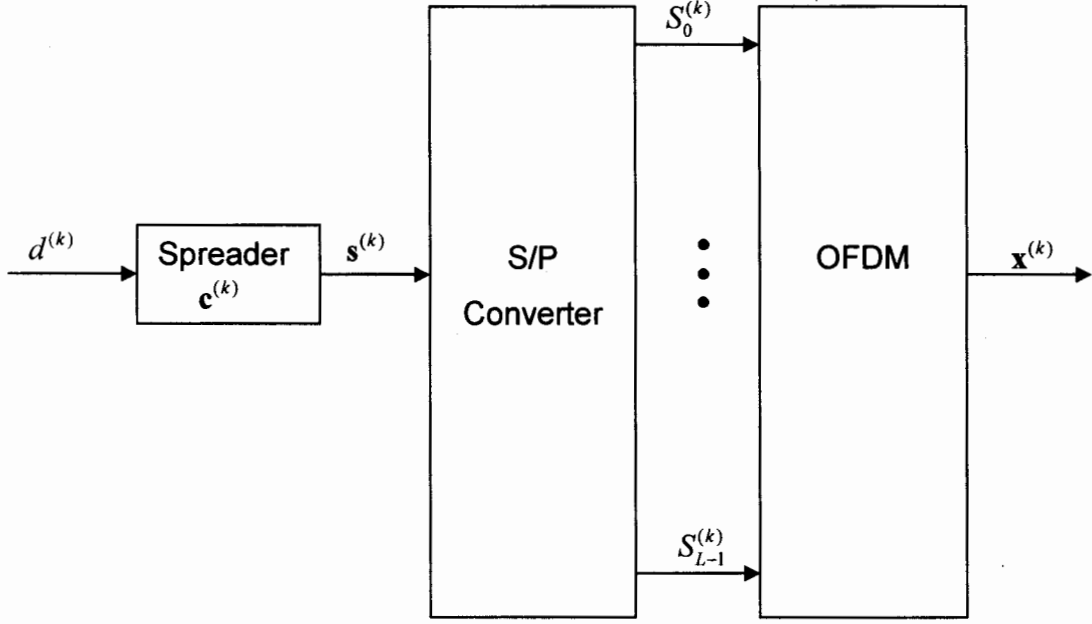 d^{(k)}
Spreader
c^{(k)}
s^{(k)}
S/P
Converter
S_0^{(k)}
S_{L-1}^{(k)}
OFDM
x^{(k)}